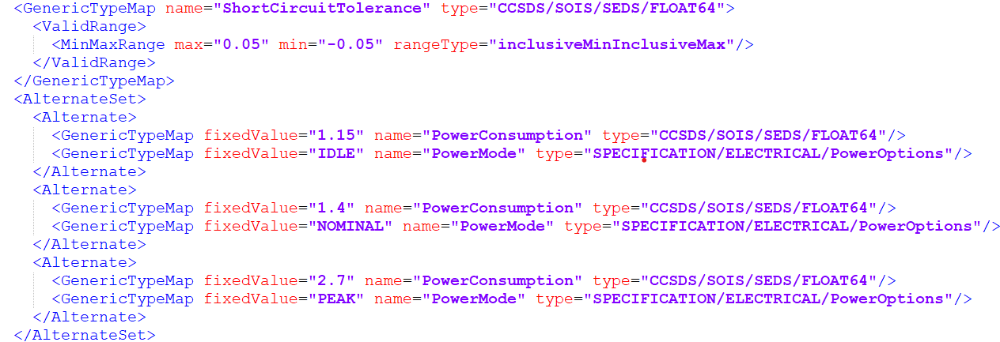 <GenericTypeMap name="ShortCircuitTolerance" type="CCSDS/SOIS/SEDS/FLOAT64">
<ValidRange>
<MinMaxRange max="0.05" min="-0.05" rangeType="inclusiveMinInclusiveMax"/>
</ValidRange>
</GenericTypeMap>
<AlternateSet>
<Alternate>
<GenericTypeMap fixedValue="1.15" name="PowerConsumption" type="CCSDS/SOIS/SEDS/FLOAT64"/>
<GenericTypeMap fixedValue="IDLE" name="PowerMode" type="SPECIFICATION/ELECTRICAL/PowerOptions"/>
</Alternate>
<Alternate>
<GenericTypeMap fixedValue="1.4" name="PowerConsumption" type="CCSDS/SOIS/SEDS/FLOAT64"/>
<GenericTypeMap fixedValue="NOMINAL" name="PowerMode" type="SPECIFICATION/ELECTRICAL/PowerOptions"/>
</Alternate>
<Alternate>
<GenericTypeMap fixedValue="2.7" name="PowerConsumption" type="CCSDS/SOIS/SEDS/FLOAT64"/>
<GenericTypeMap fixedValue="PEAK" name="PowerMode" type="SPECIFICATION/ELECTRICAL/PowerOptions"/>
</Alternate>
</AlternateSet>